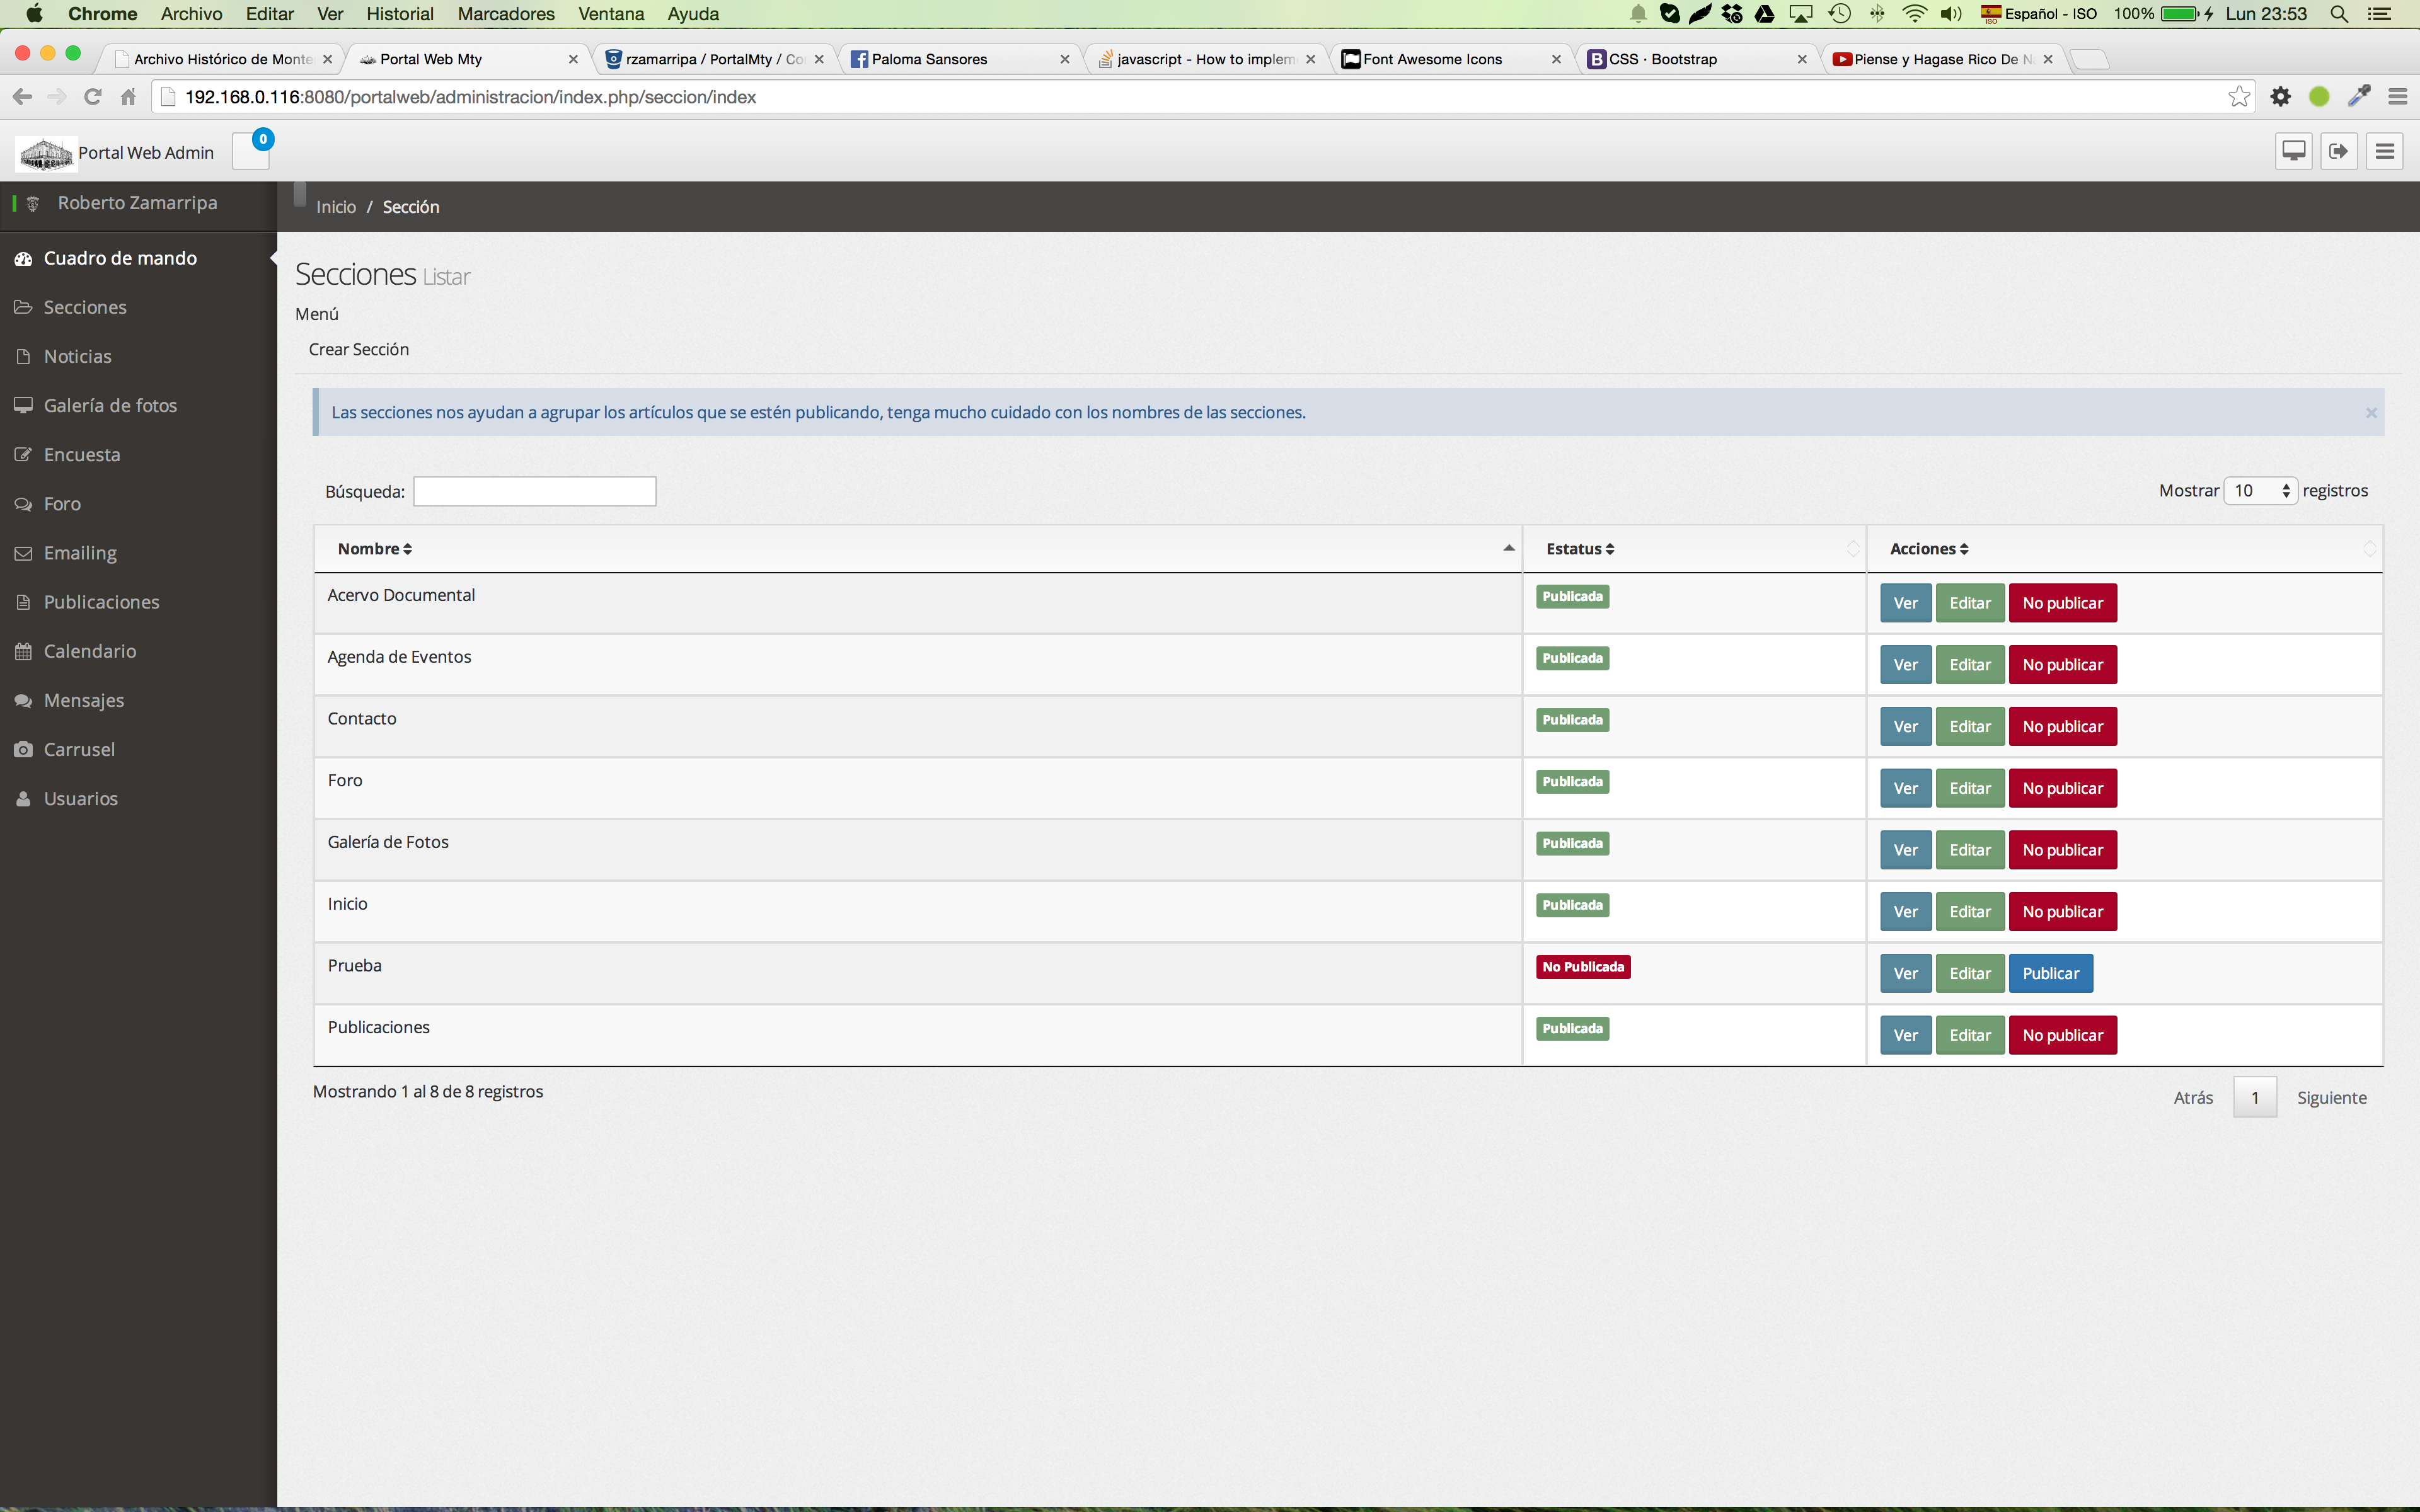 Chrome Archivo Editar Ver Historial Marcadores Ventana Ayuda Español - ISO 100% Lun 23:53
Archivo Histórico de Monte Portal Web Mty rzamarripa / PortalMty / Co Paloma Sansores javascript - How to implem Font Awesome Icons CSS · Bootstrap Piense y Hagase Rico De N
192.168.0.116:8080/portalweb/administracion/index.php/seccion/index
Portal Web Admin 0
Roberto Zamarripa
Inicio / Sección
Cuadro de mando
Secciones
Noticias
Galería de fotos
Encuesta
Foro
Emailing
Publicaciones
Calendario
Mensajes
Carrusel
Usuarios
Secciones Listar
Menú
Crear Sección
Las secciones nos ayudan a agrupar los artículos que se estén publicando, tenga mucho cuidado con los nombres de las secciones.
Búsqueda: Mostrar 10 registros
Nombre Estatus Acciones
Acervo Documental Publicada Ver Editar No publicar
Agenda de Eventos Publicada Ver Editar No publicar
Contacto Publicada Ver Editar No publicar
Foro Publicada Ver Editar No publicar
Galería de Fotos Publicada Ver Editar No publicar
Inicio Publicada Ver Editar No publicar
Prueba No Publicada Ver Editar Publicar
Publicaciones Publicada Ver Editar No publicar
Mostrando 1 al 8 de 8 registros Atrás 1 Siguiente